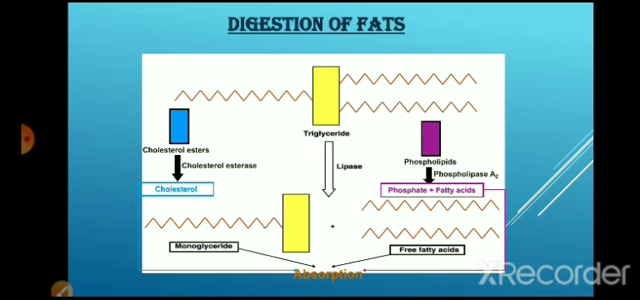 DIGESTION OF FATS
Triglyceride
Cholesterol esters
Cholesterol esterase
Lipase
Phospholipids
Phospholipase A2
Cholesterol
Phosphate + Fatty acids
+
Monoglyceride
Free fatty acids
Absorption
XRecorder